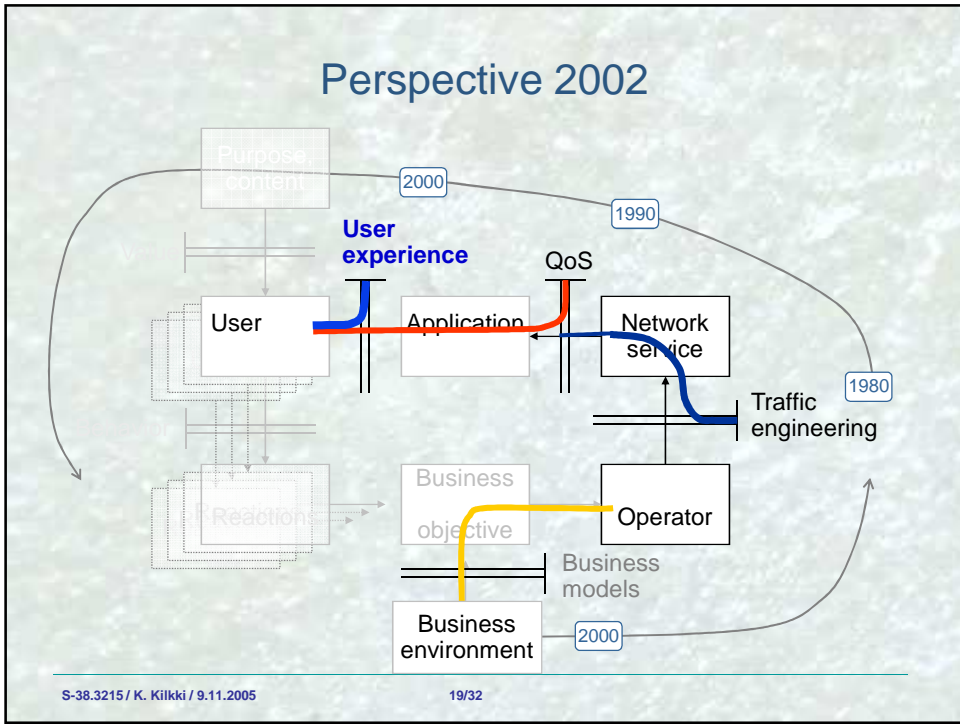 Perspective 2002
Purpose,
content
2000
1990
User
experience
QoS
User
Application
Network
service
1980
Traffic
engineering
Reactions
Business
objective
Operator
Business
models
Business
environment
2000
S-38.3215 / K. Kilkki / 9.11.2005
19/32